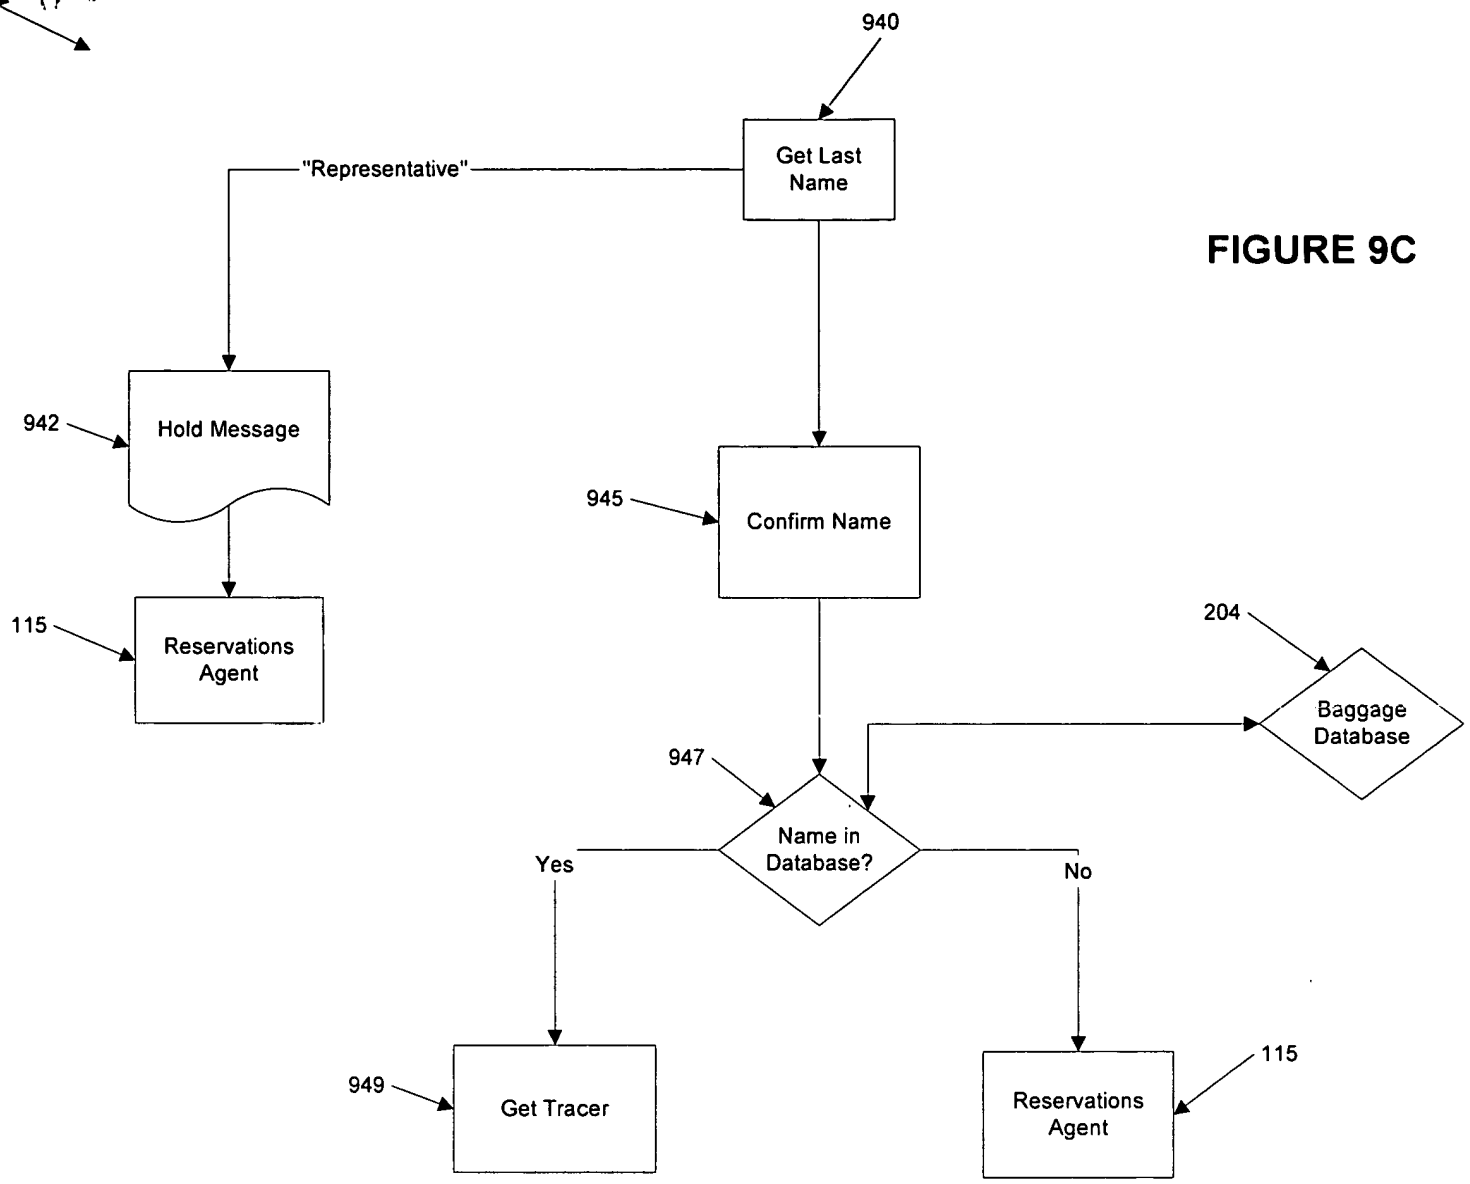 940
Get Last
Name
"Representative"
FIGURE 9C
942
Hold Message
945
Confirm Name
115
Reservations
Agent
204
Baggage
Database
947
Name in
Database?
Yes
No
949
Get Tracer
115
Reservations
Agent